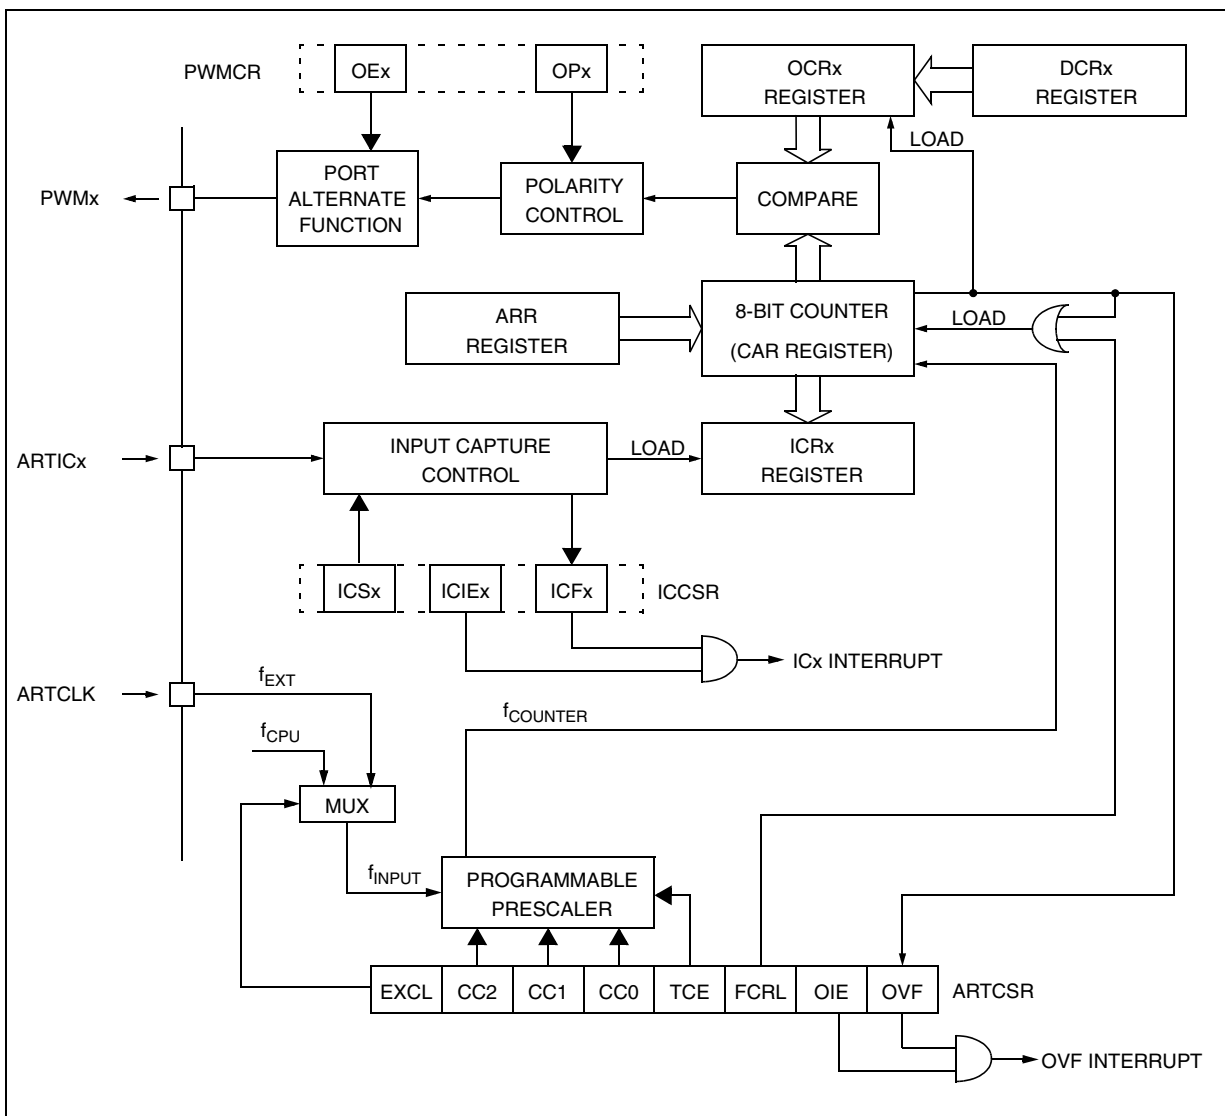 PWMCR
OEx
OPx
OCRx
REGISTER
DCRx
REGISTER
LOAD
PWMx
PORT
ALTERNATE
FUNCTION
POLARITY
CONTROL
COMPARE
ARR
REGISTER
8-BIT COUNTER
(CAR REGISTER)
LOAD
ARTICx
INPUT CAPTURE
CONTROL
LOAD
ICRx
REGISTER
ICSx
ICIEx
ICFx
ICCSR
ICx INTERRUPT
ARTCLK
fEXT
fCPU
fCOUNTER
MUX
fINPUT
PROGRAMMABLE
PRESCALER
EXCL
CC2
CC1
CC0
TCE
FCRL
OIE
OVF
ARTCSR
OVF INTERRUPT